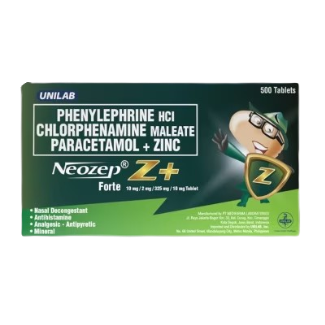 UNILAB
500 Tablets
PHENYLEPHRINE HCl
CHLORPHENAMINE MALEATE
PARACETAMOL + ZINC
Neozep® Z+
Forte
10 mg / 2 mg / 325 mg / 10 mg Tablet
Z
• Nasal Decongestant
• Antihistamine
• Analgesic - Antipyretic
• Mineral